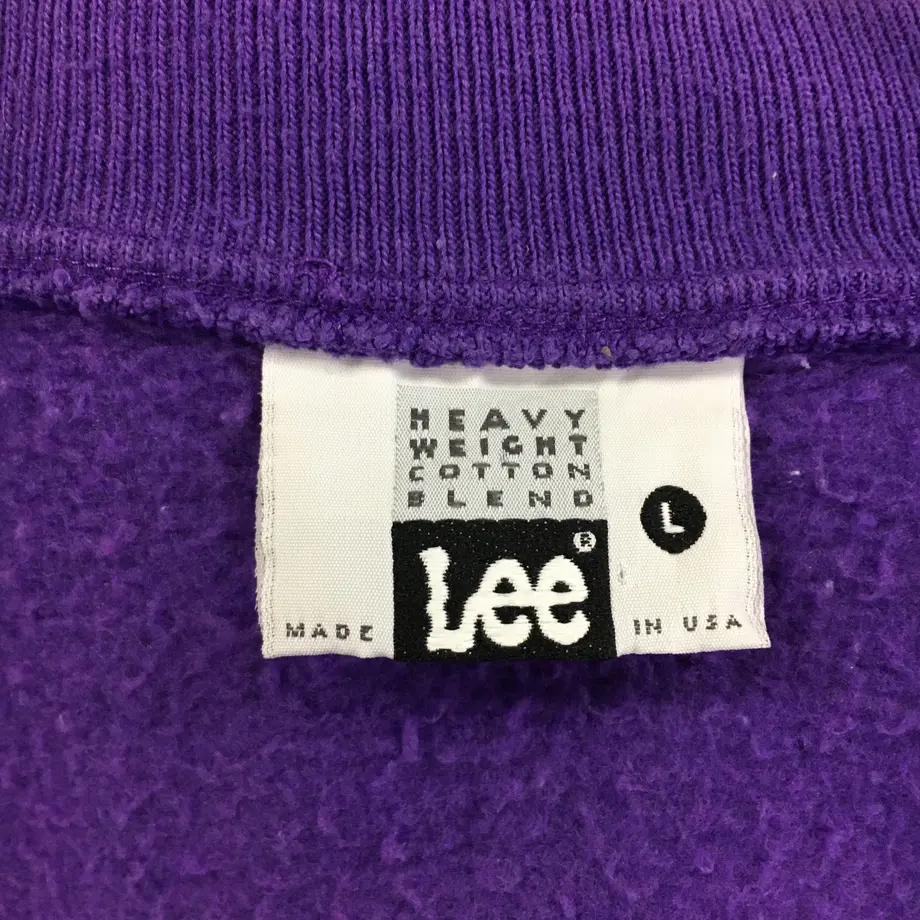 HEAVY
WEIGHT
COTTON
BLEND
Lee®
L
MADE IN USA